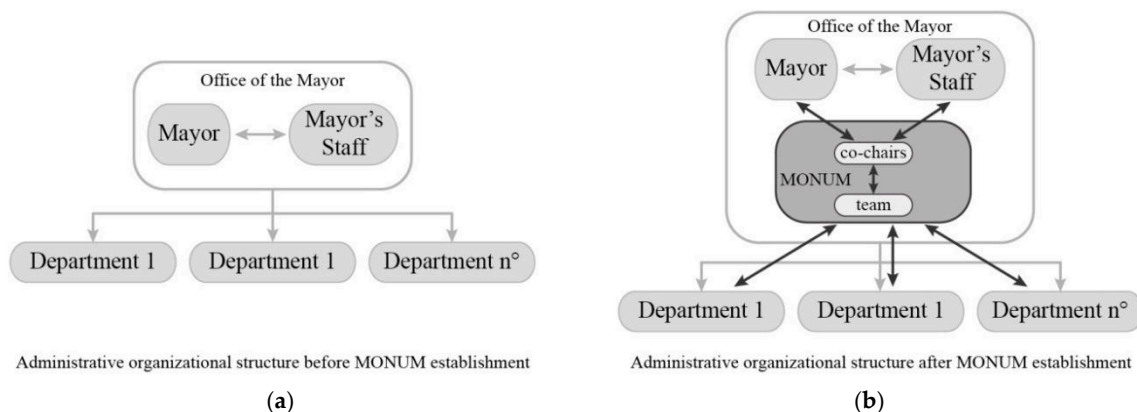 Office of the Mayor
Mayor
Mayor's
Staff
Department 1
Department 1
Department n°
Administrative organizational structure before MONUM establishment
(a)
Office of the Mayor
Mayor
Mayor's
Staff
co-chairs
MONUM
team
Department 1
Department 1
Department n°
Administrative organizational structure after MONUM establishment
(b)